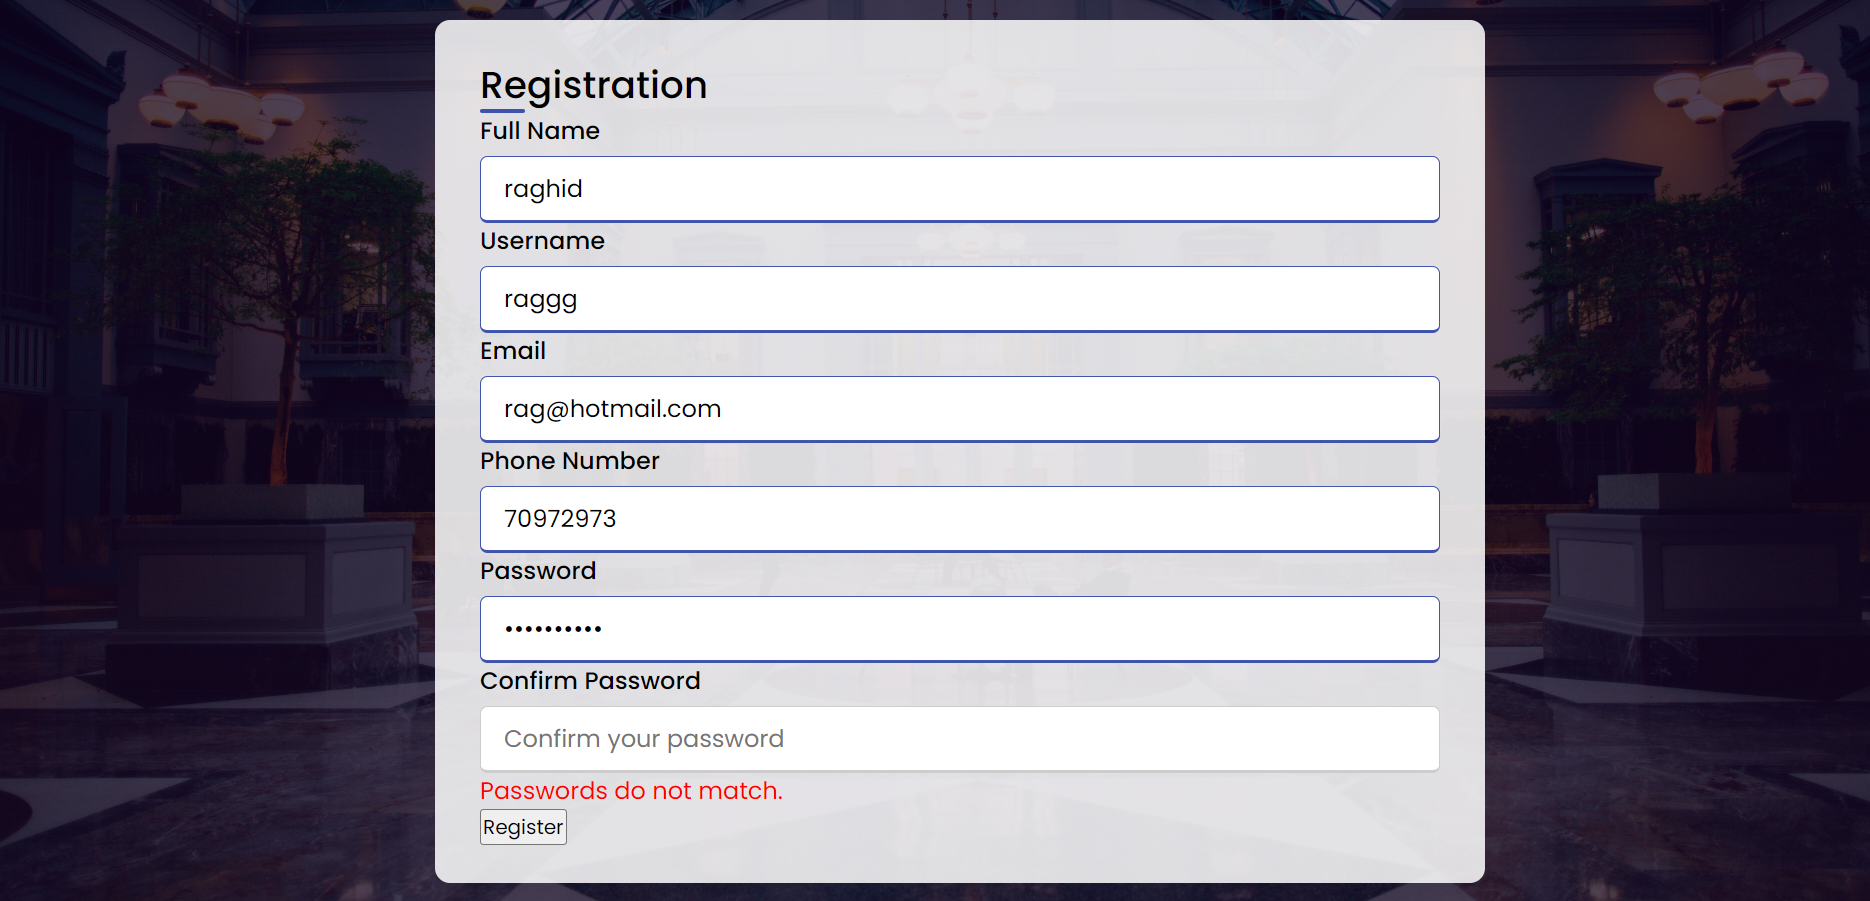 Registration
Full Name
raghid
Username
raggg
Email
rag@hotmail.com
Phone Number
70972973
Password
••••••••••
Confirm Password
Confirm your password
Passwords do not match.
Register